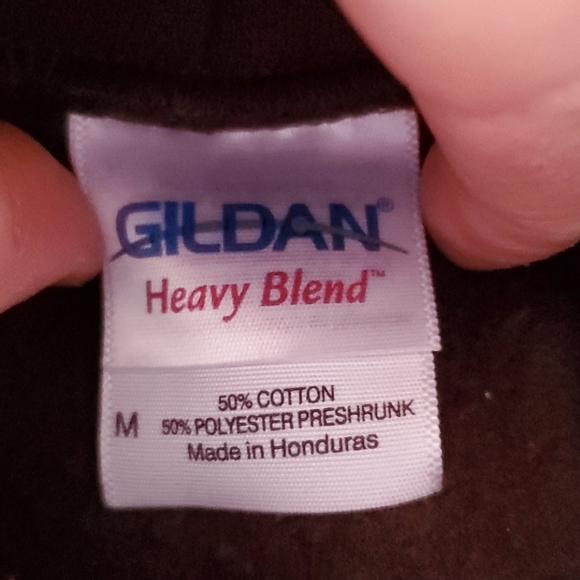 GILDAN®
Heavy Blend™
50% COTTON
M 50% POLYESTER PRESHRUNK
Made in Honduras